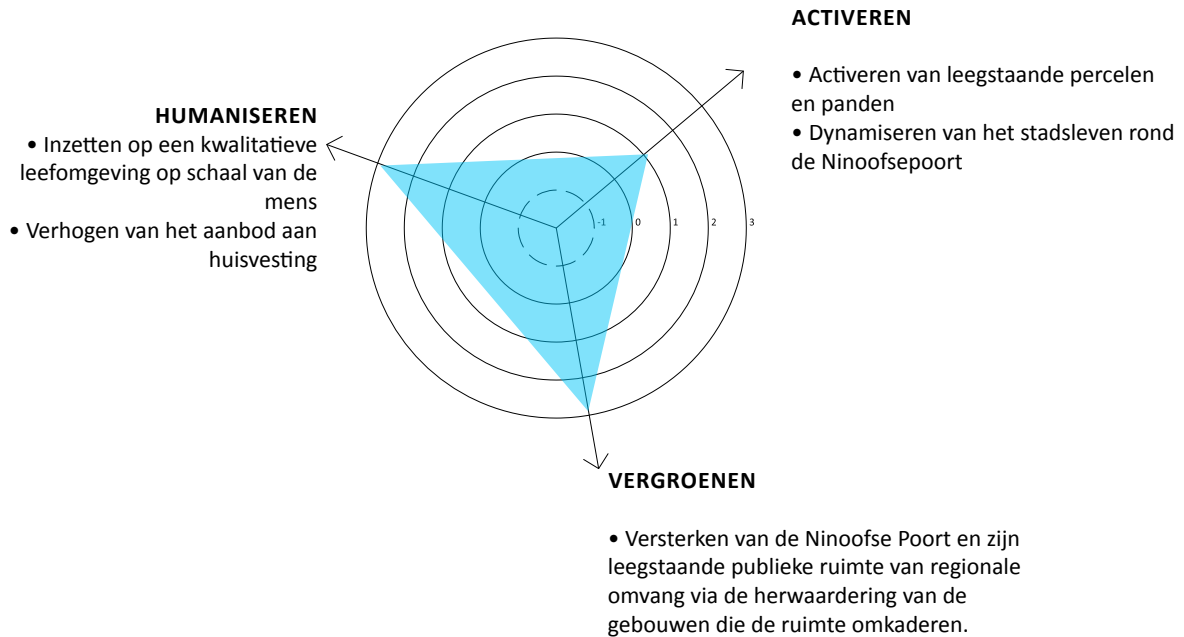 ACTIVEREN
• Activeren van leegstaande percelen
en panden
• Dynamiseren van het stadsleven rond
de Ninoofsepoort
HUMANISEREN
• Inzetten op een kwalitatieve
leefomgeving op schaal van de
mens
• Verhogen van het aanbod aan
huisvesting
-1 0 1 2 3
VERGROENEN
• Versterken van de Ninoofse Poort en zijn
leegstaande publieke ruimte van regionale
omvang via de herwaardering van de
gebouwen die de ruimte omkaderen.